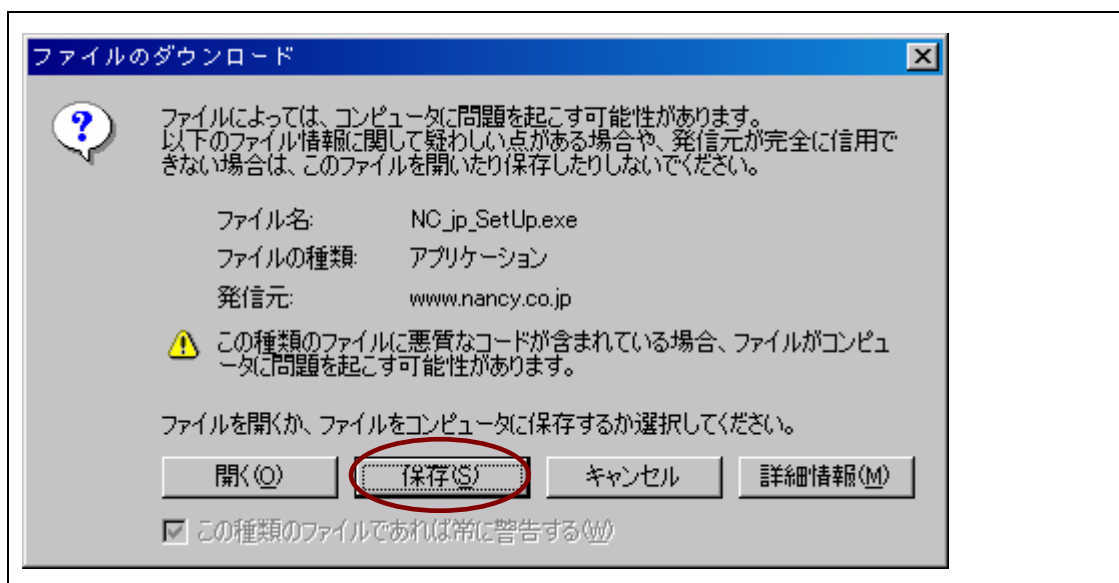 ファイルのダウンロード
ファイルによっては、コンピュータに問題を起こす可能性があります。
以下のファイル情報に関して疑わしい点がある場合や、発信元が完全に信用で
きない場合は、このファイルを開いたり保存したりしないでください。
ファイル名: NC_jp_SetUp.exe
ファイルの種類: アプリケーション
発信元: www.nancy.co.jp
この種類のファイルに悪質なコードが含まれている場合、ファイルがコンピュ
ータに問題を起こす可能性があります。
ファイルを開くか、ファイルをコンピュータに保存するか選択してください。
開く(O) 保存(S) キャンセル 詳細情報(M)
この種類のファイルであれば常に警告する(W)